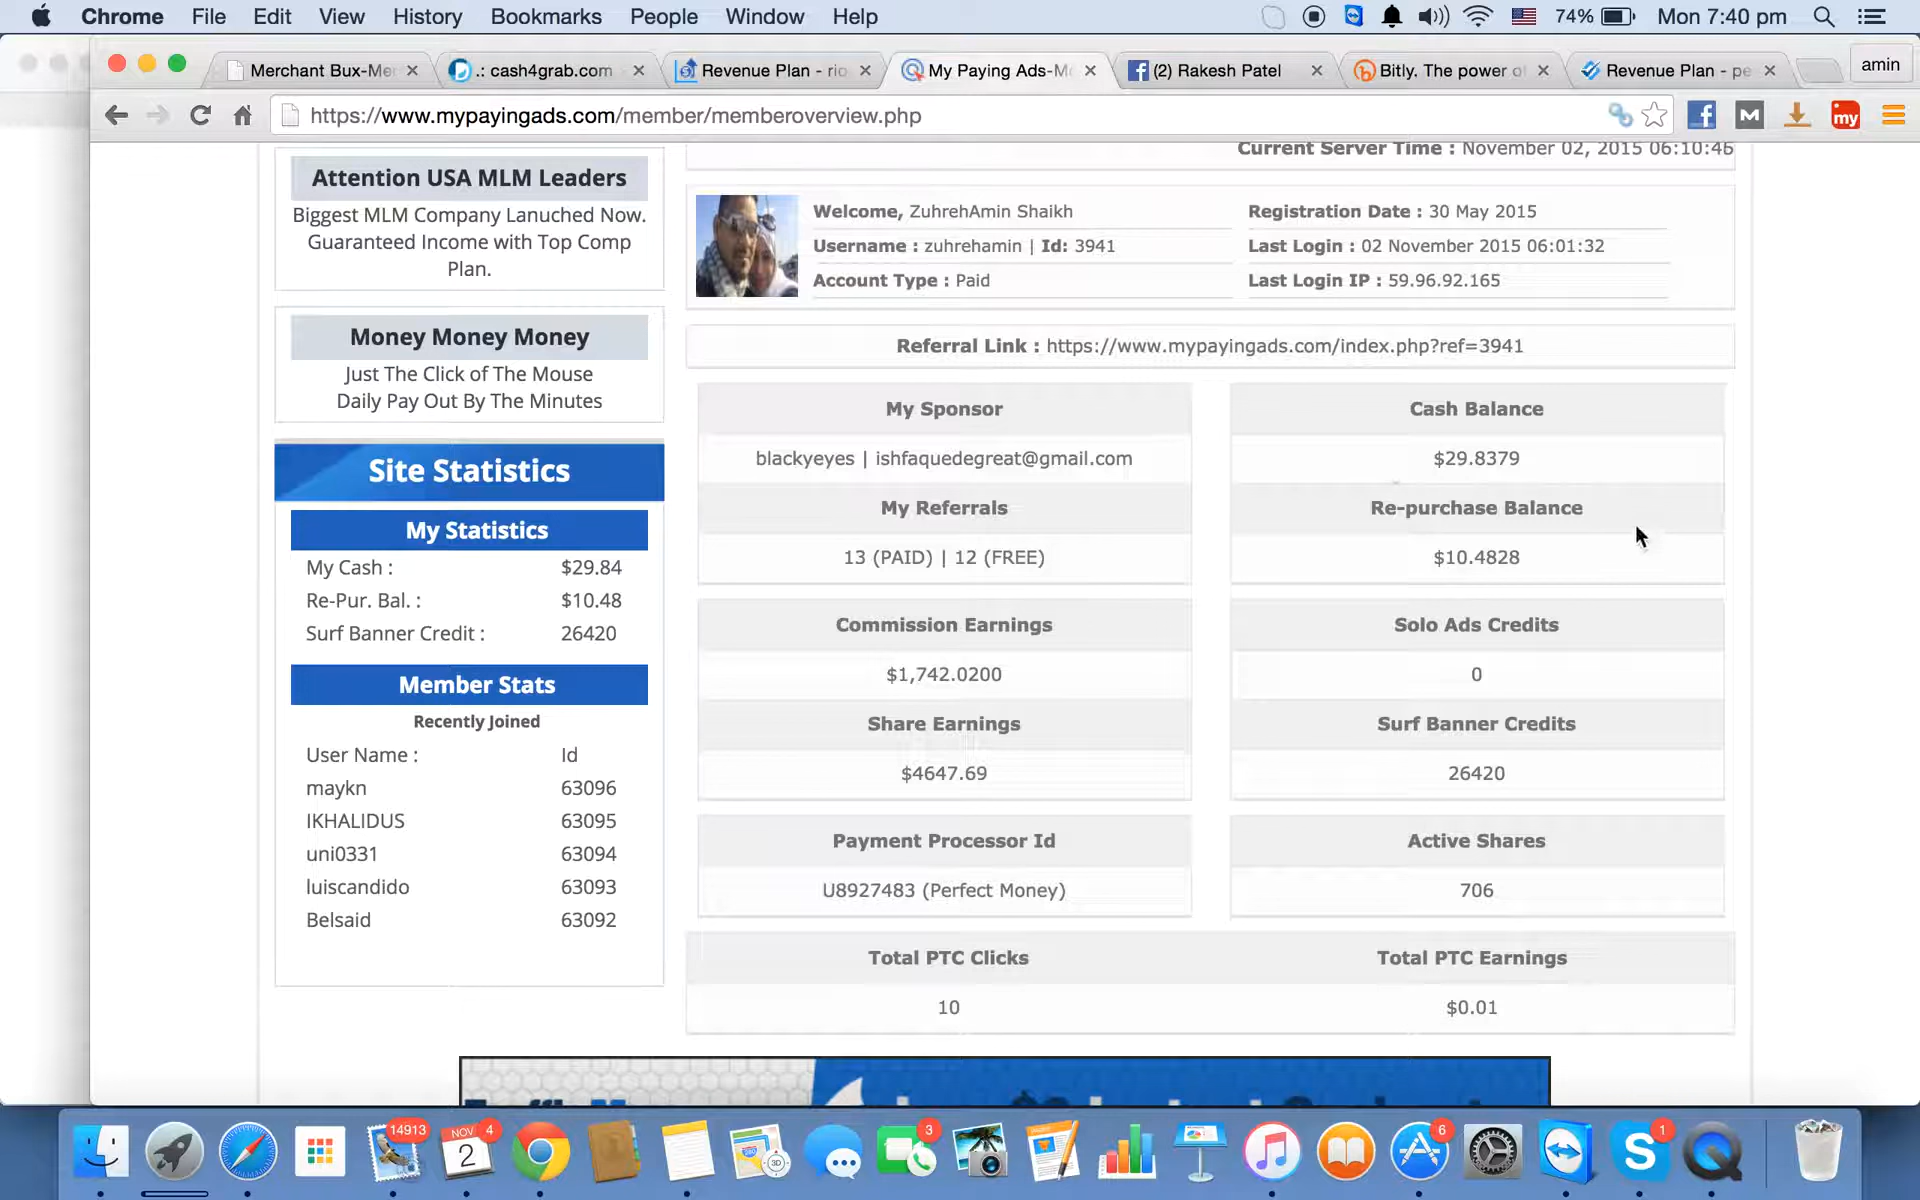 Chrome File Edit View History Bookmarks People Window Help 74% Mon 7:40 pm
Merchant Bux-Me .: cash4grab.com Revenue Plan - rio My Paying Ads-M (2) Rakesh Patel Bitly. The power of Revenue Plan - pe amin
https://www.mypayingads.com/member/memberoverview.php
Current Server Time : November 02, 2015 06:10:46
Attention USA MLM Leaders
Biggest MLM Company Lanuched Now.
Guaranteed Income with Top Comp
Plan.
Money Money Money
Just The Click of The Mouse
Daily Pay Out By The Minutes
Site Statistics
My Statistics
My Cash : $29.84
Re-Pur. Bal. : $10.48
Surf Banner Credit : 26420
Member Stats
Recently Joined
User Name : Id
maykn 63096
IKHALIDUS 63095
uni0331 63094
luiscandido 63093
Belsaid 63092
Welcome, ZuhrehAmin Shaikh Registration Date : 30 May 2015
Username : zuhrehamin | Id: 3941 Last Login : 02 November 2015 06:01:32
Account Type : Paid Last Login IP : 59.96.92.165
Referral Link : https://www.mypayingads.com/index.php?ref=3941
My Sponsor Cash Balance
blackyeyes | ishfaquedegreat@gmail.com $29.8379
My Referrals Re-purchase Balance
13 (PAID) | 12 (FREE) $10.4828
Commission Earnings Solo Ads Credits
$1,742.0200 0
Share Earnings Surf Banner Credits
$4647.69 26420
Payment Processor Id Active Shares
U8927483 (Perfect Money) 706
Total PTC Clicks Total PTC Earnings
10 $0.01
14913 NOV 2 4 3 3D 6 1